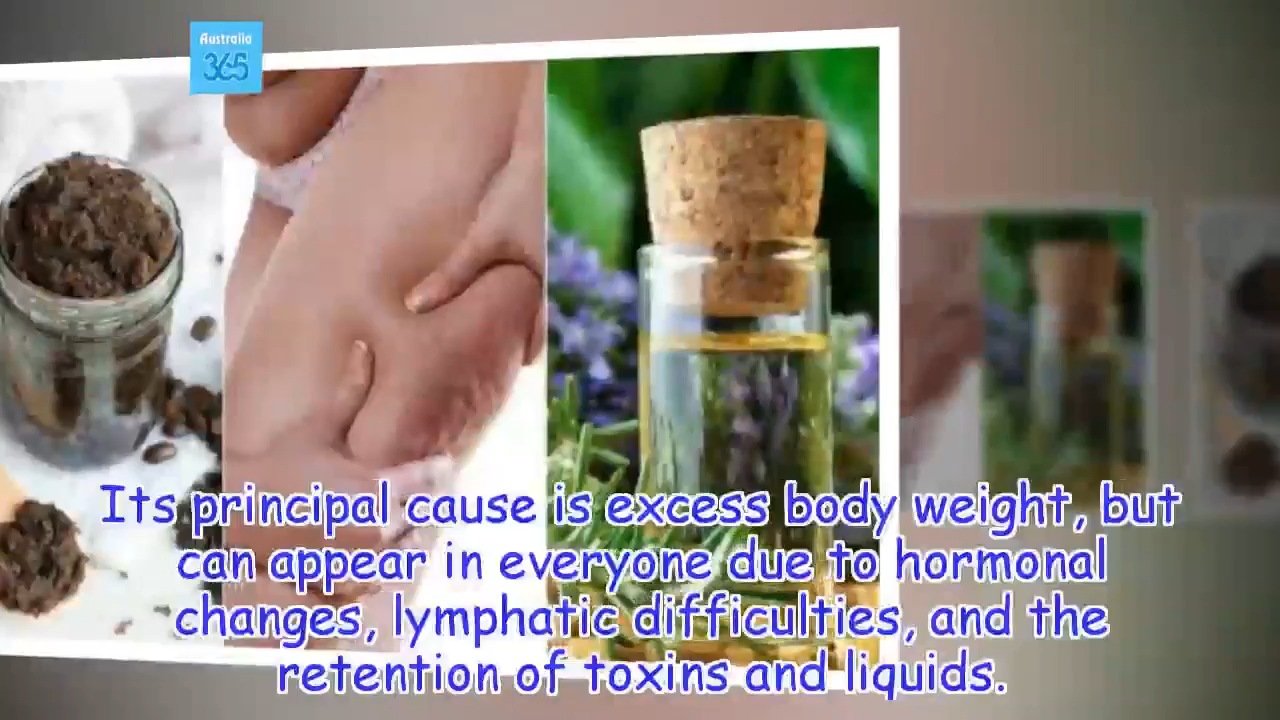 Australia
365
Its principal cause is excess body weight, but
can appear in everyone due to hormonal
changes, lymphatic difficulties, and the
retention of toxins and liquids.